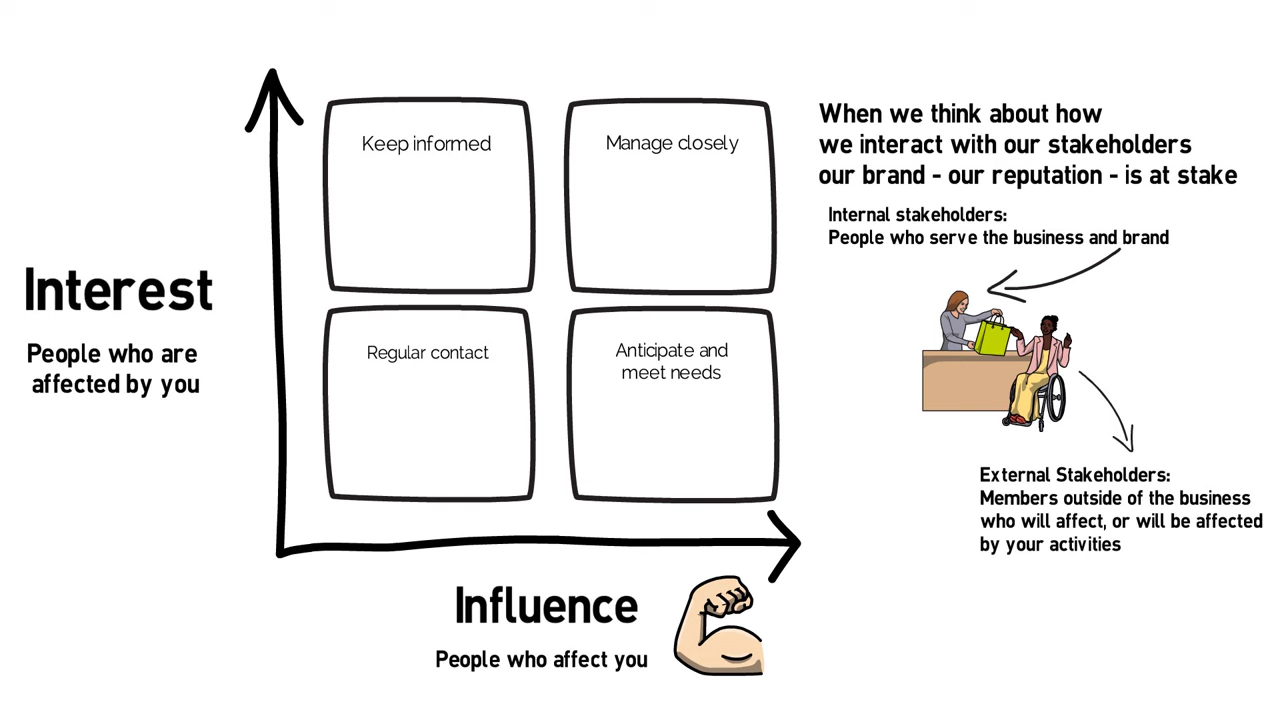 Keep informed
Manage closely
Regular contact
Anticipate and
meet needs
Interest
People who are
affected by you
Influence
People who affect you
When we think about how
we interact with our stakeholders
our brand - our reputation - is at stake
Internal stakeholders:
People who serve the business and brand
External Stakeholders:
Members outside of the business
who will affect, or will be affected
by your activities